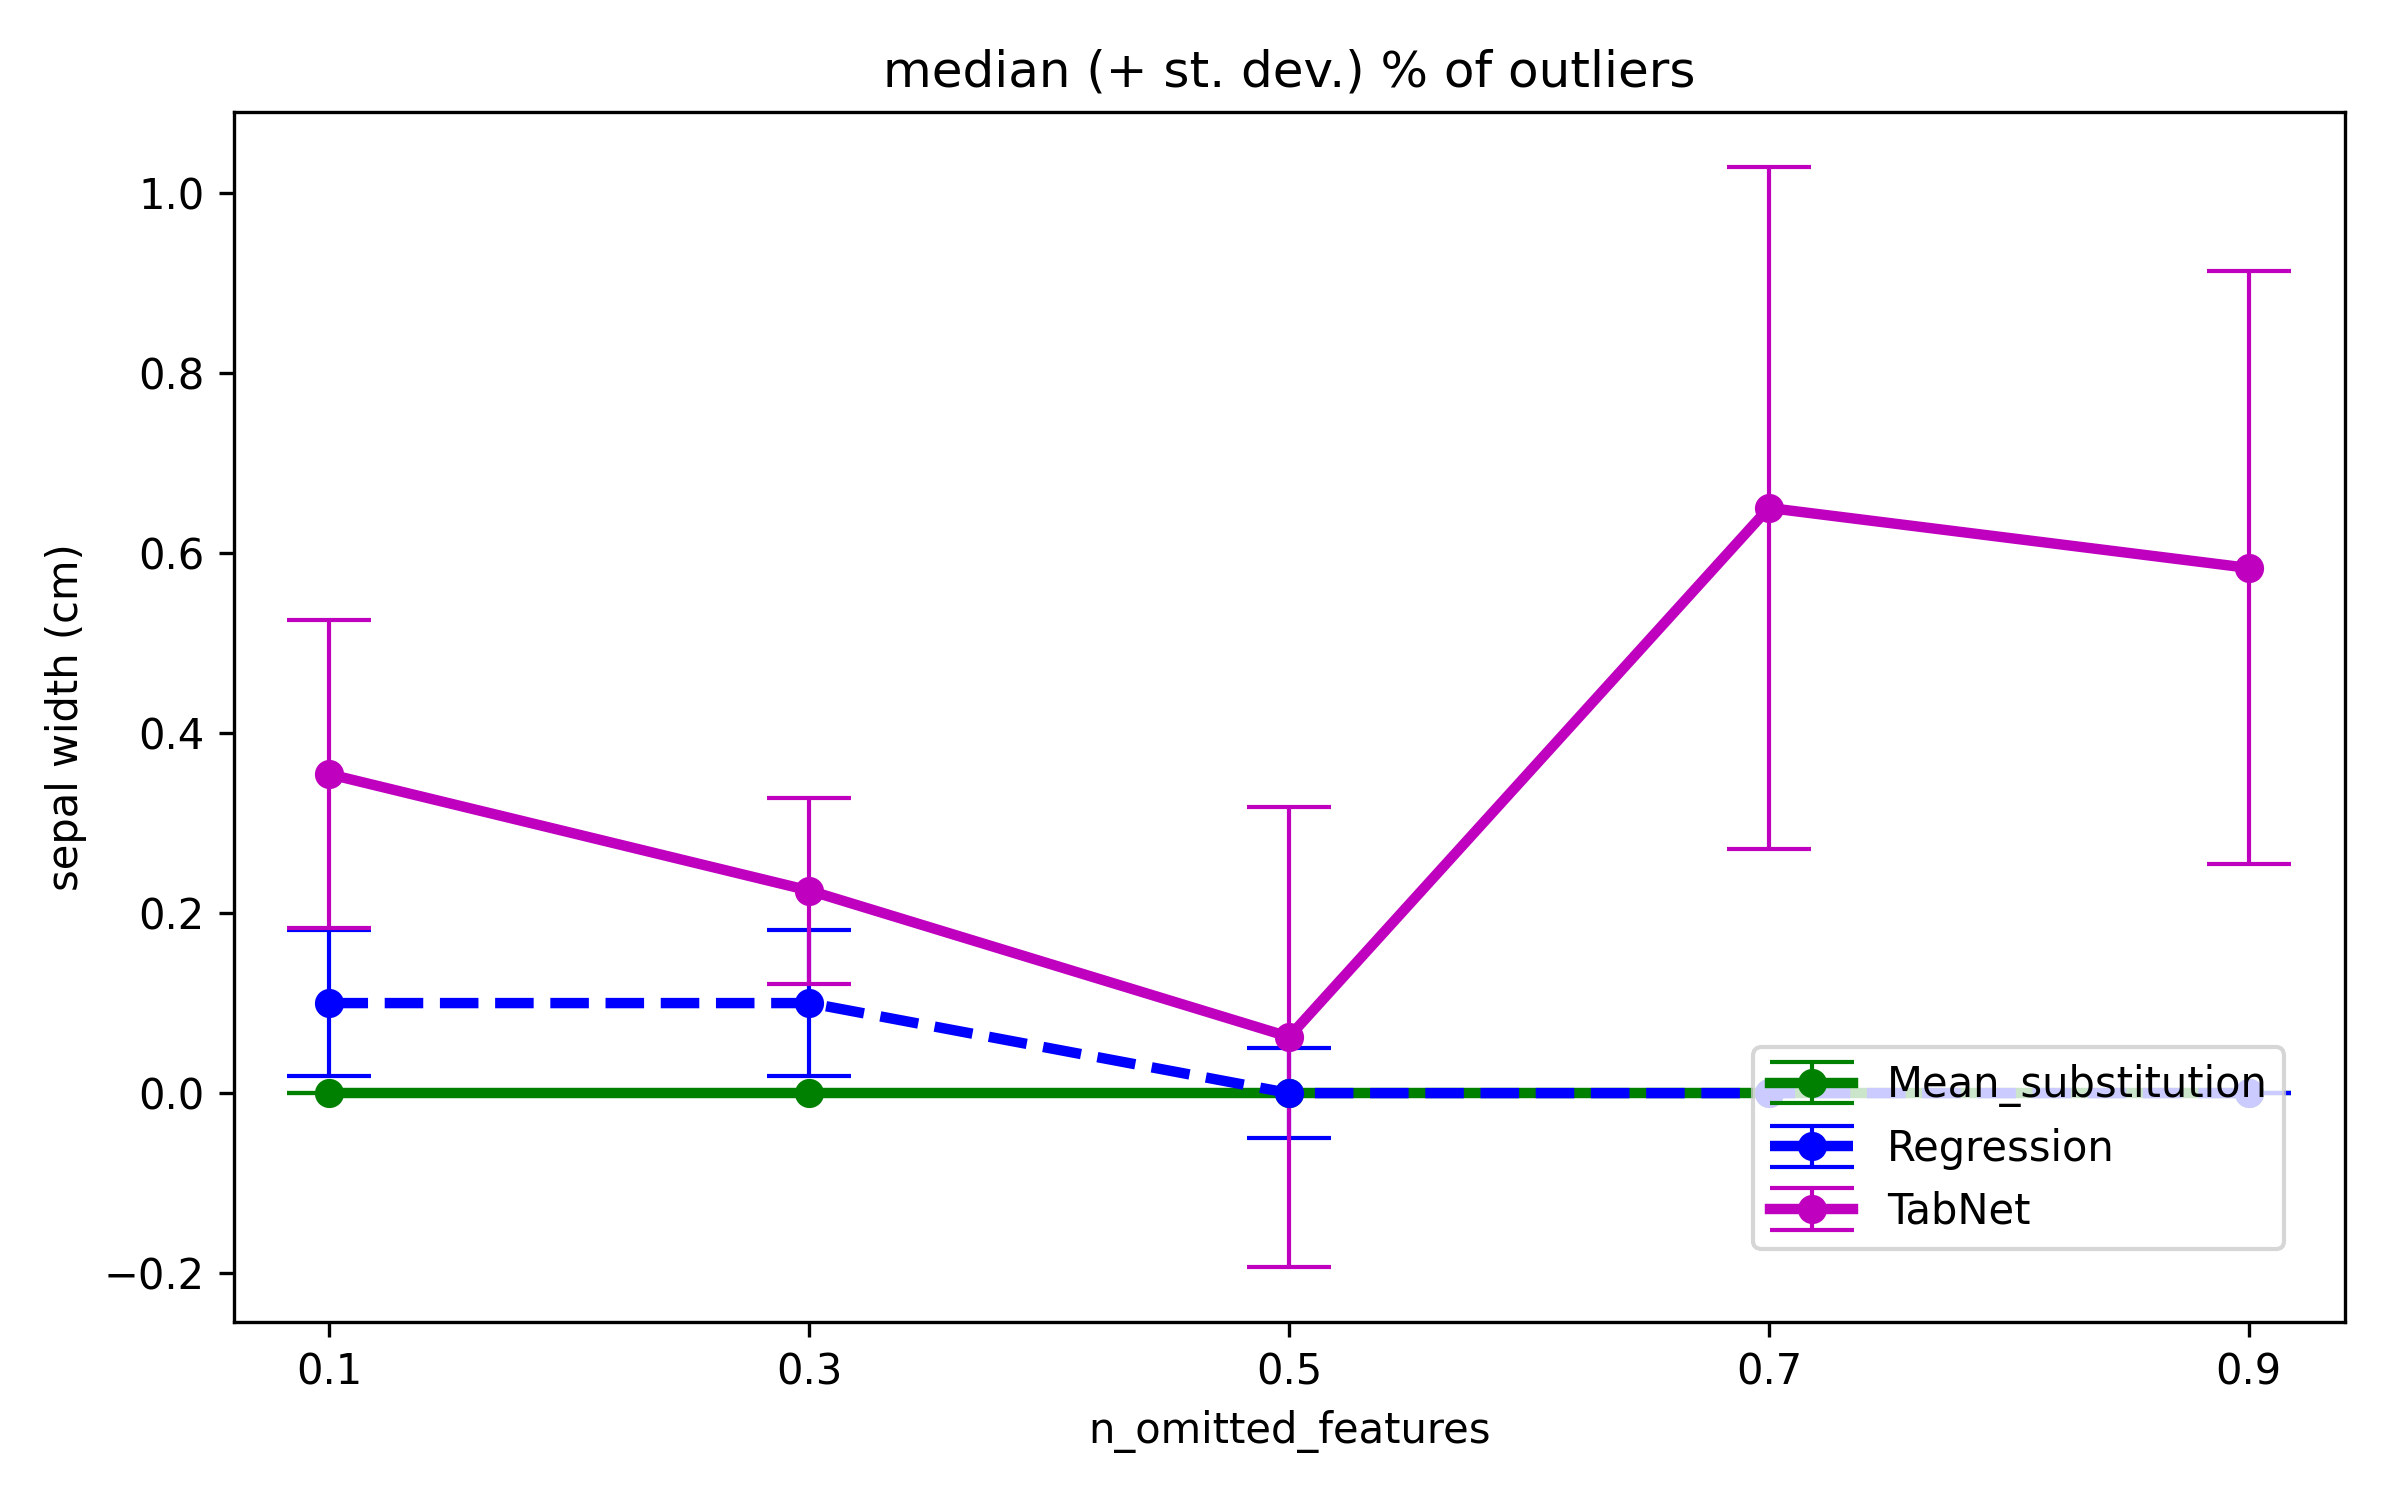 median (+ st. dev.) % of outliers
sepal width (cm)
1.0
0.8
0.6
0.4
0.2
0.0
−0.2
Mean_substitution
Regression
TabNet
0.1 0.3 0.5 0.7 0.9
n_omitted_features